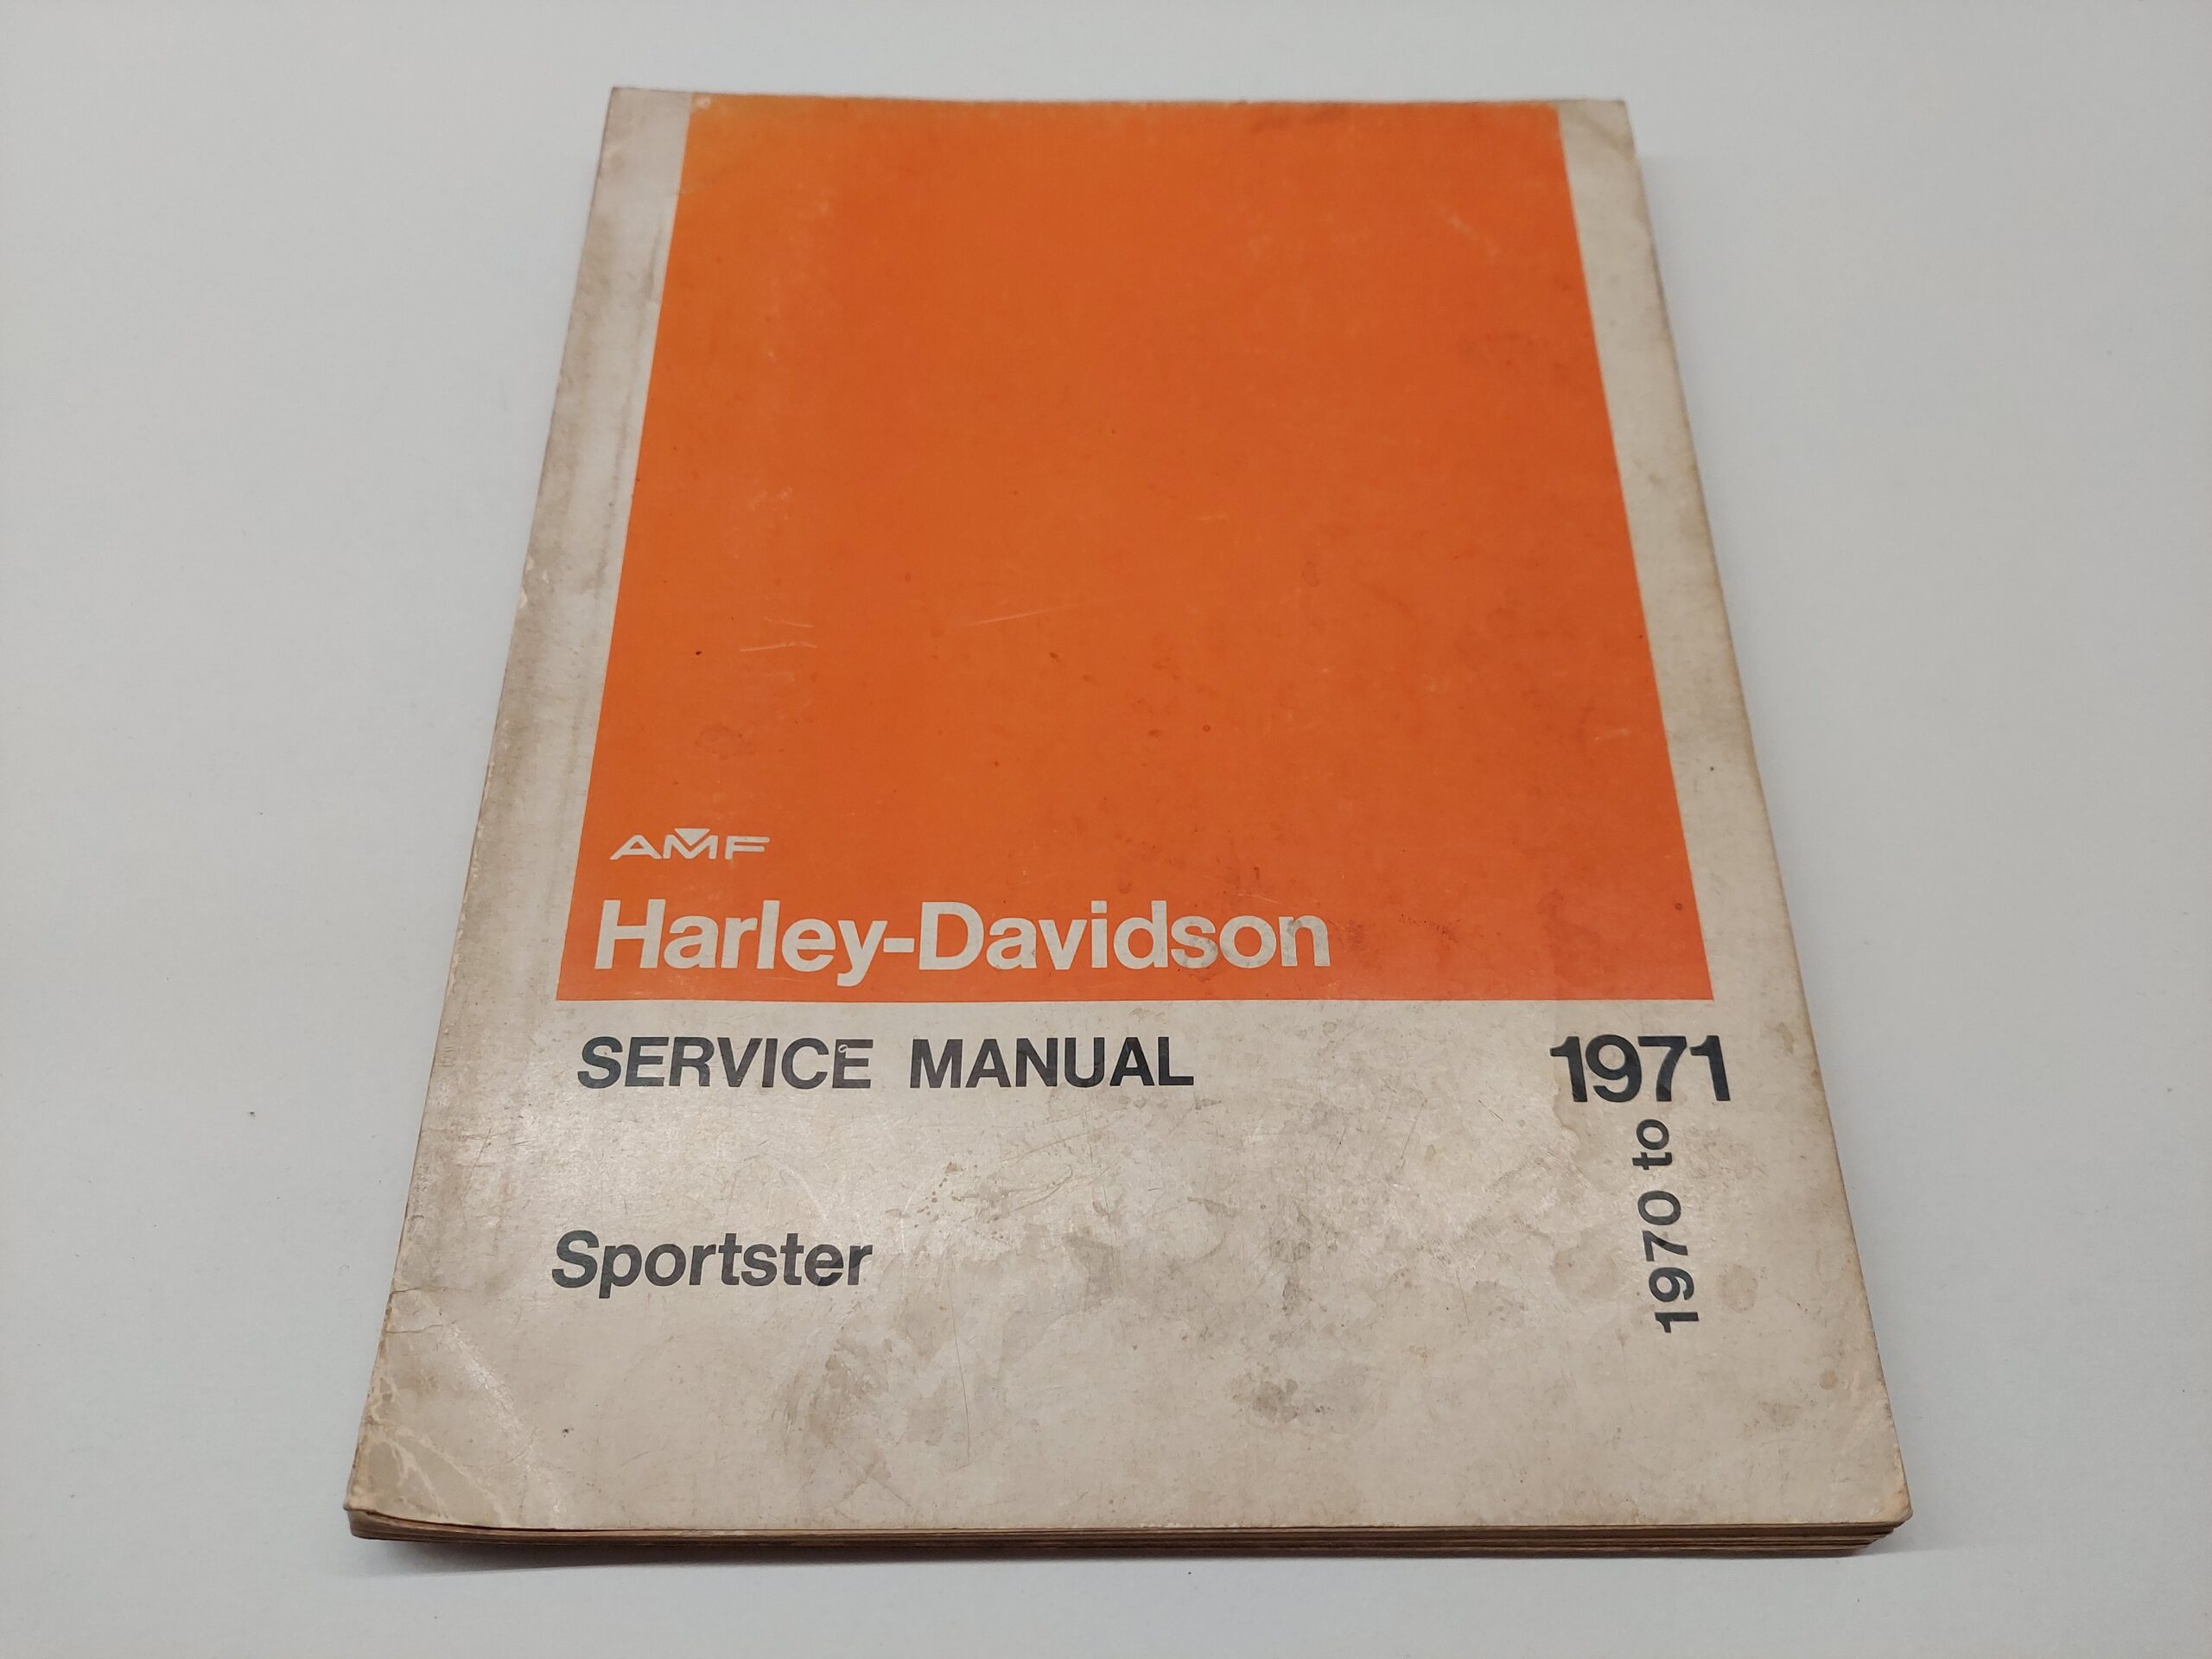 AMF
Harley-Davidson
SERVICE MANUAL
1971
1970 to
Sportster